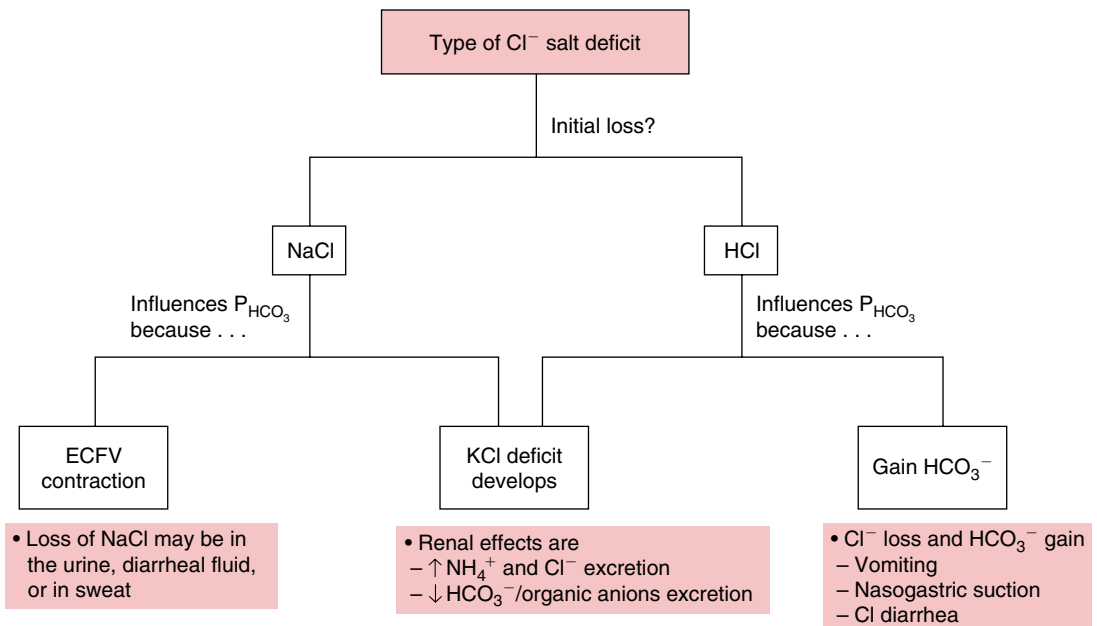 Type of Cl⁻ salt deficit
Initial loss?
NaCl
HCl
Influences P_HCO₃
because . . .
Influences P_HCO₃
because . . .
ECFV
contraction
KCl deficit
develops
Gain HCO₃⁻
• Loss of NaCl may be in
the urine, diarrheal fluid,
or in sweat
• Renal effects are
– ↑ NH₄⁺ and Cl⁻ excretion
– ↓ HCO₃⁻/organic anions excretion
• Cl⁻ loss and HCO₃⁻ gain
– Vomiting
– Nasogastric suction
– Cl diarrhea